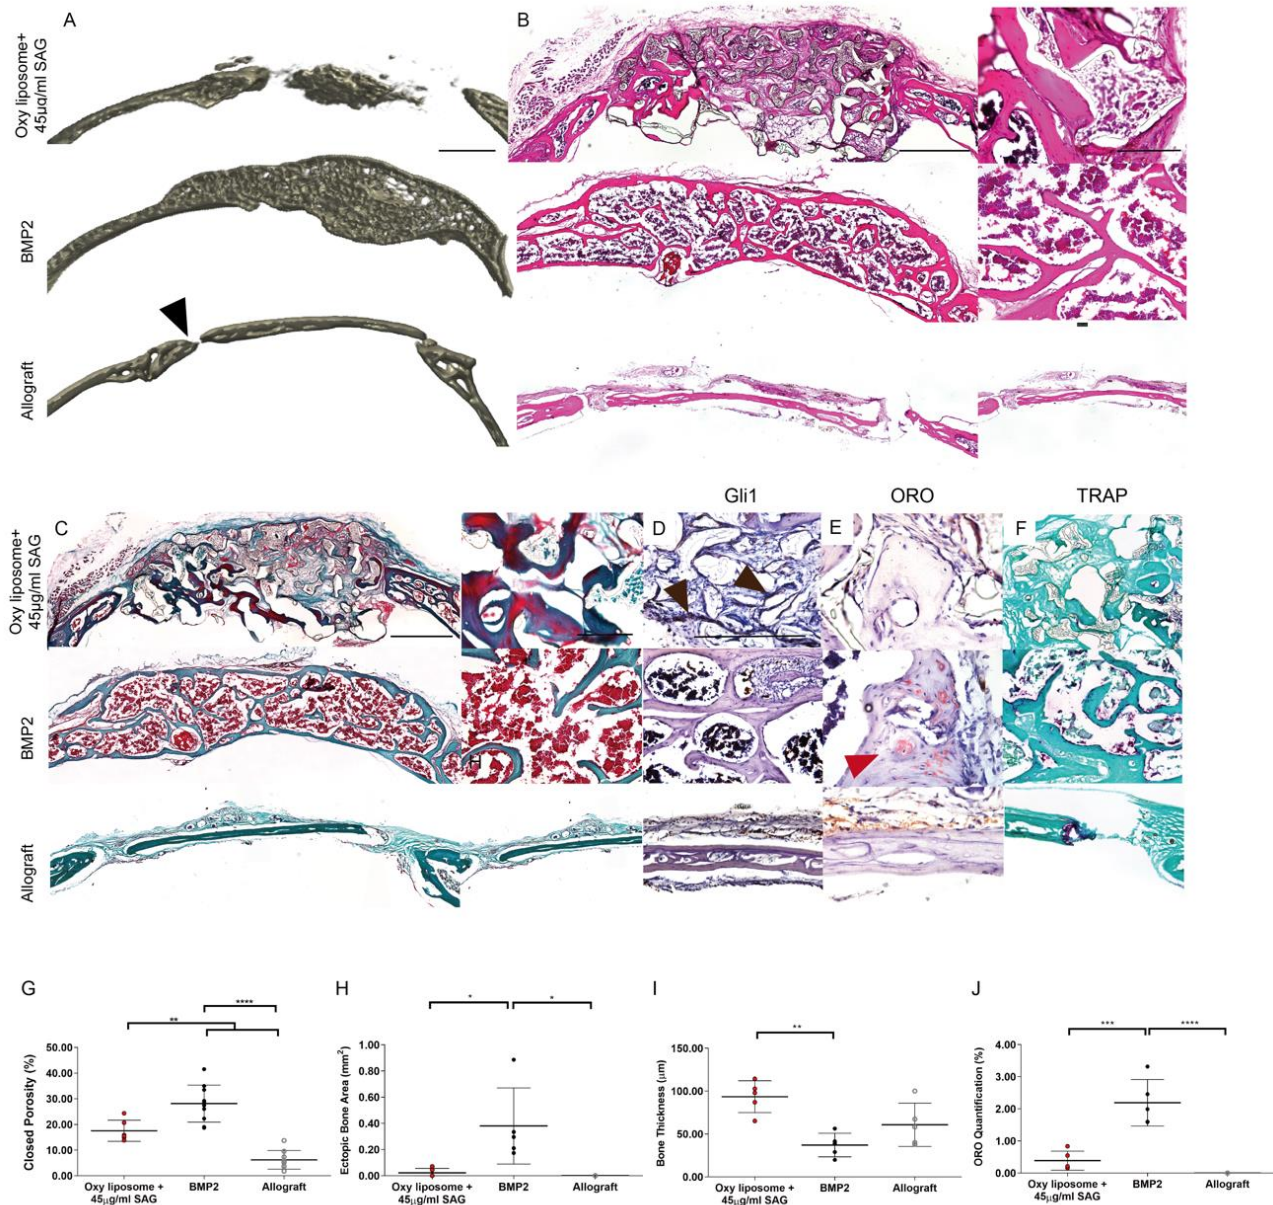 A
B
Oxy liposome+
45µg/ml SAG
BMP2
Allograft
Gli1
ORO
TRAP
C
D
E
F
Oxy liposome+
45µg/ml SAG
BMP2
H
Allograft
G
H
I
J
****
**
50.00
40.00
30.00
20.00
10.00
0.00
Closed Porosity (%)
Oxy liposome +
45µg/ml SAG
BMP2
Allograft
*
*
1.00
0.80
0.60
0.40
0.20
0.00
Ectopic Bone Area (mm²)
Oxy liposome +
45µg/ml SAG
BMP2
Allograft
**
150.00
100.00
50.00
0.00
Bone Thickness (µm)
Oxy liposome +
45µg/ml SAG
BMP2
Allograft
***
****
4.00
3.00
2.00
1.00
0.00
ORO Quantification (%)
Oxy liposome +
45µg/ml SAG
BMP2
Allograft